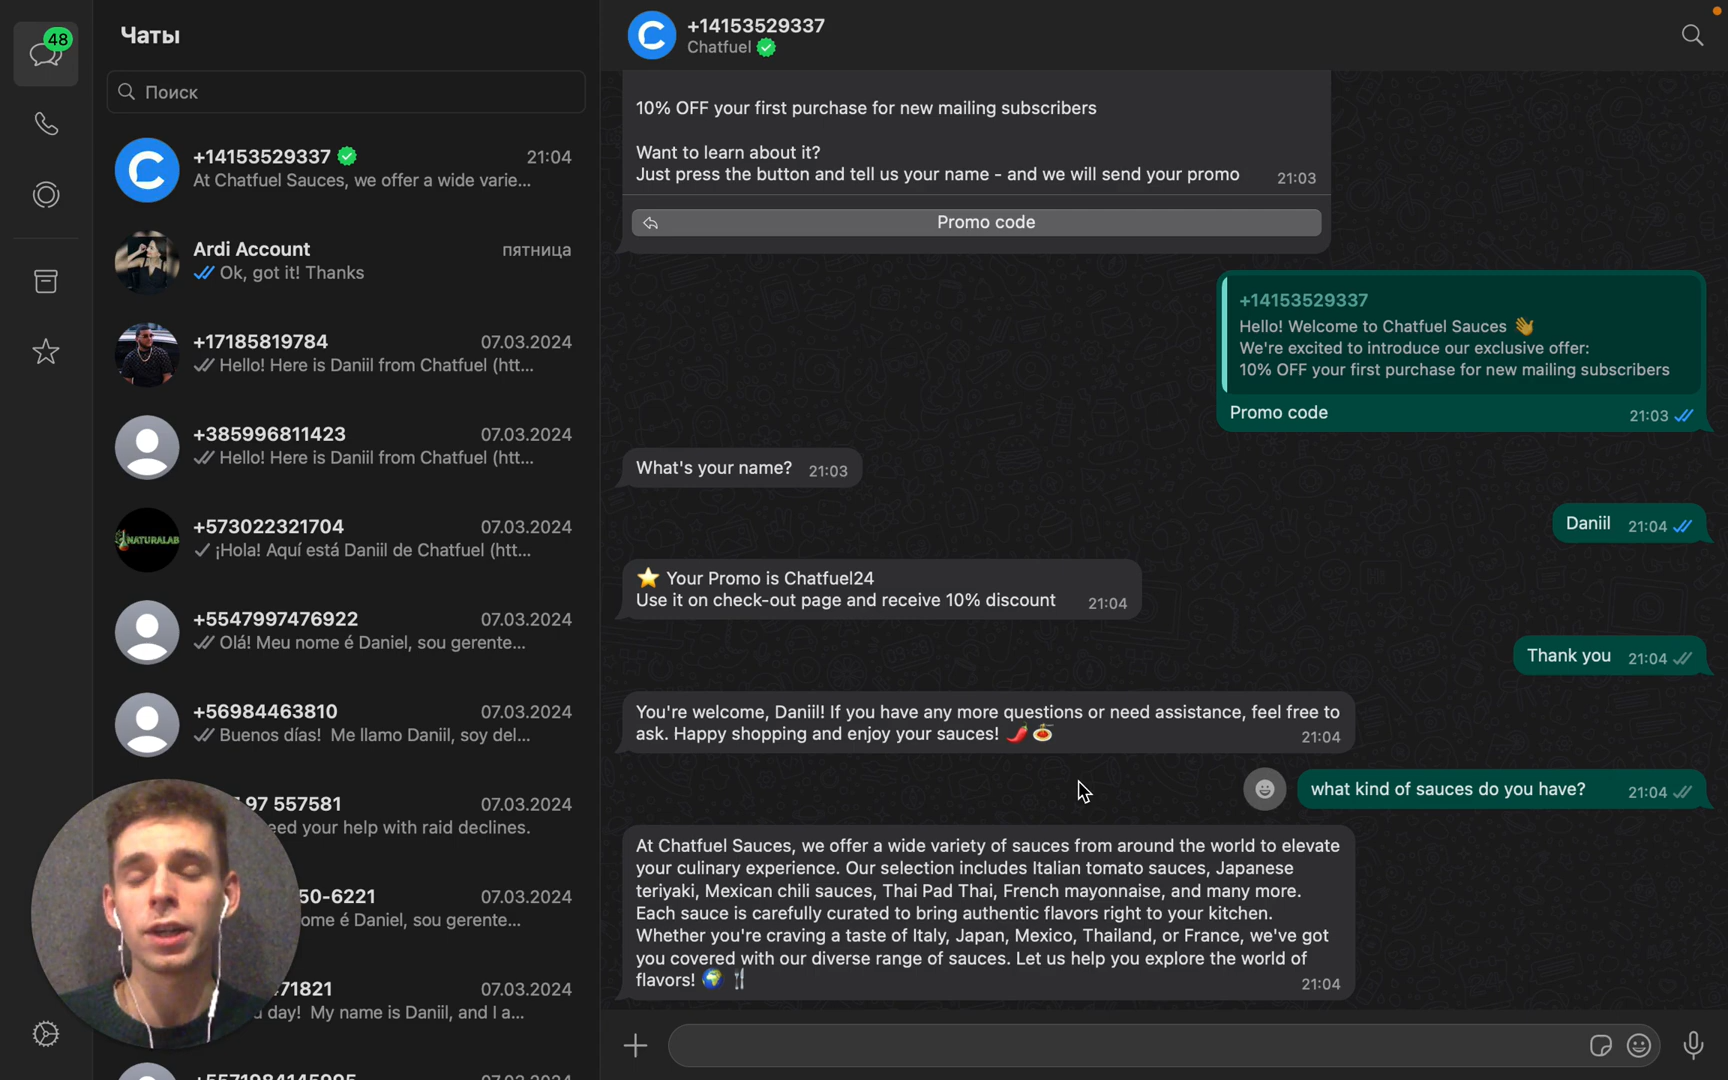 48
Чаты
Поиск
+14153529337
21:04
At Chatfuel Sauces, we offer a wide varie...
Ardi Account
пятница
Ok, got it! Thanks
+17185819784
07.03.2024
Hello! Here is Daniil from Chatfuel (htt...
+385996811423
07.03.2024
Hello! Here is Daniil from Chatfuel (htt...
NATURALAB
+573022321704
07.03.2024
¡Hola! Aquí está Daniil de Chatfuel (htt...
+5547997476922
07.03.2024
Olá! Meu nome é Daniel, sou gerente...
+56984463810
07.03.2024
Buenos días! Me llamo Daniil, soy del...
97 557581
07.03.2024
eed your help with raid declines.
50-6221
07.03.2024
ome é Daniel, sou gerente...
71821
07.03.2024
day! My name is Daniil, and I a...
+14153529337
Chatfuel
10% OFF your first purchase for new mailing subscribers
Want to learn about it?
Just press the button and tell us your name - and we will send your promo
21:03
Promo code
+14153529337
Hello! Welcome to Chatfuel Sauces 👋
We're excited to introduce our exclusive offer:
10% OFF your first purchase for new mailing subscribers
Promo code
21:03
What's your name? 21:03
Daniil 21:04
⭐ Your Promo is Chatfuel24
Use it on check-out page and receive 10% discount 21:04
Thank you 21:04
You're welcome, Daniil! If you have any more questions or need assistance, feel free to
ask. Happy shopping and enjoy your sauces! 🌶️ 🍝
21:04
what kind of sauces do you have? 21:04
At Chatfuel Sauces, we offer a wide variety of sauces from around the world to elevate
your culinary experience. Our selection includes Italian tomato sauces, Japanese
teriyaki, Mexican chili sauces, Thai Pad Thai, French mayonnaise, and many more.
Each sauce is carefully curated to bring authentic flavors right to your kitchen.
Whether you're craving a taste of Italy, Japan, Mexico, Thailand, or France, we've got
you covered with our diverse range of sauces. Let us help you explore the world of
flavors! 🌍 🍴
21:04